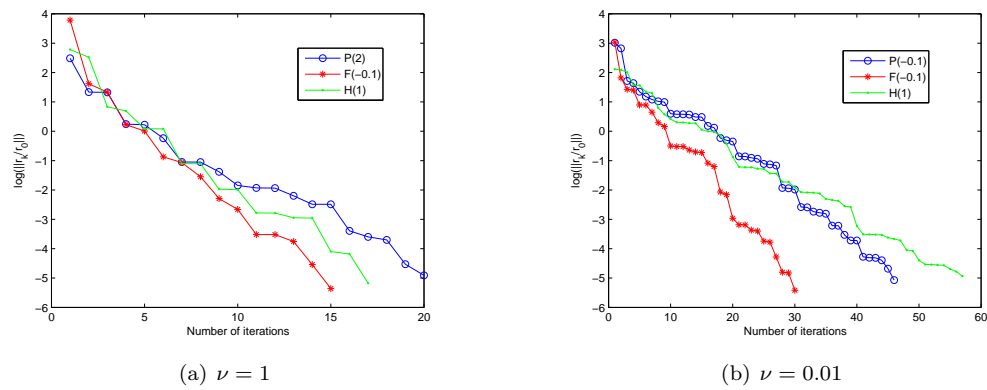 4
3
2
1
0
−1
−2
−3
−4
−5
−6
log(||r_k/r_0||)
0 5 10 15 20
Number of iterations
P(2)
F(−0.1)
H(1)
(a) ν = 1
4
3
2
1
0
−1
−2
−3
−4
−5
−6
log(||r_k/r_0||)
0 10 20 30 40 50 60
Number of iterations
P(−0.1)
F(−0.1)
H(1)
(b) ν = 0.01